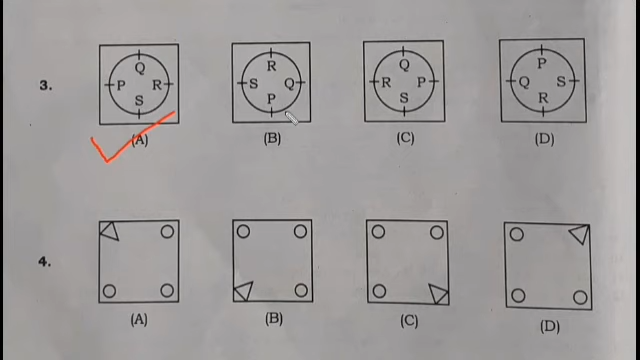 3.
Q P R S
(A)
R S Q P
(B)
Q R P S
(C)
P Q S R
(D)
4.
(A)
(B)
(C)
(D)